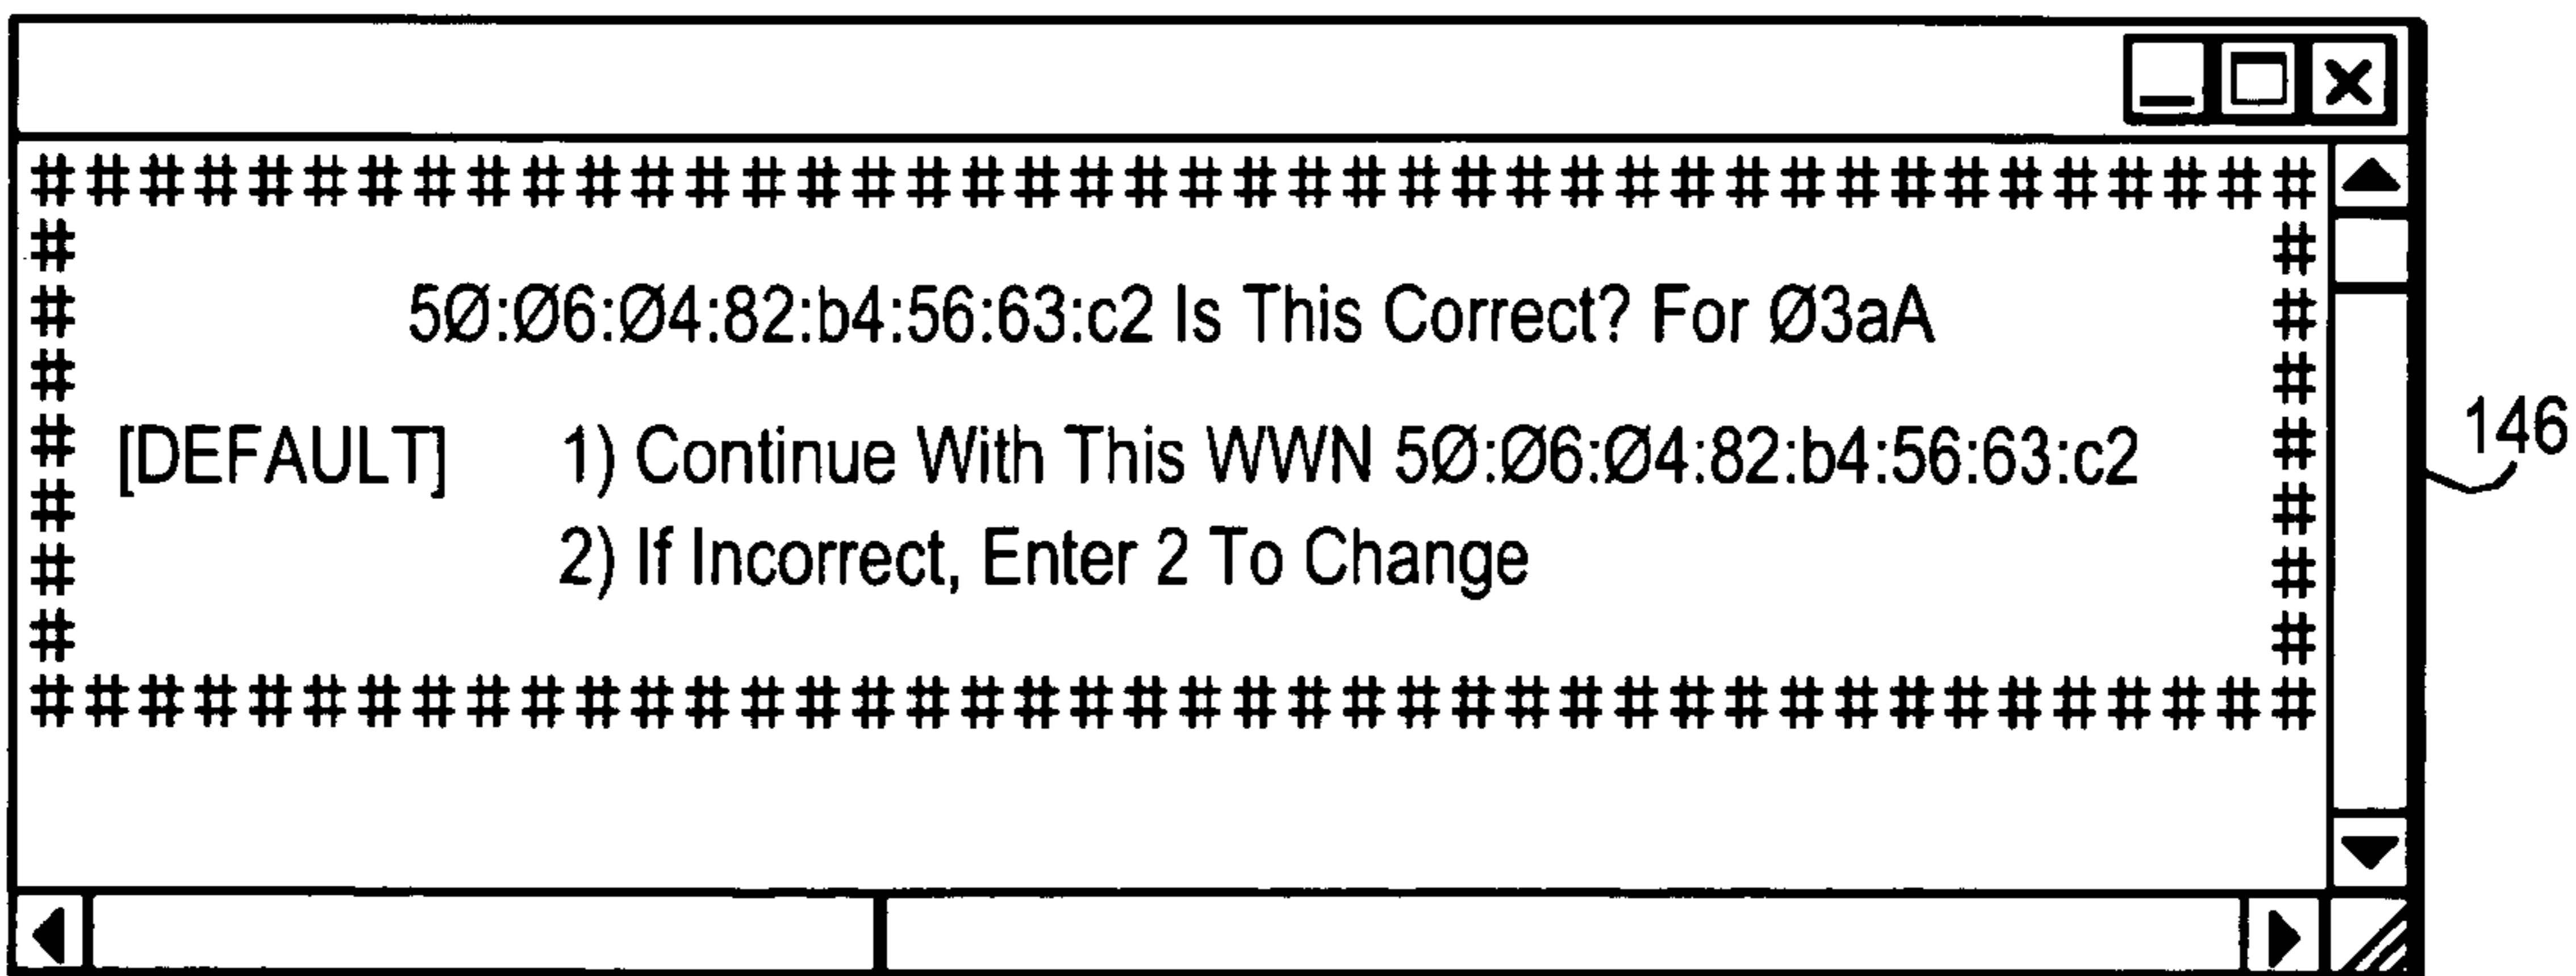 ##########################################
# #
# 5Ø:Ø6:Ø4:82:b4:56:63:c2 Is This Correct? For Ø3aA #
# #
# [DEFAULT] 1) Continue With This WWN 5Ø:Ø6:Ø4:82:b4:56:63:c2 # 146
# #
# 2) If Incorrect, Enter 2 To Change #
# #
##########################################